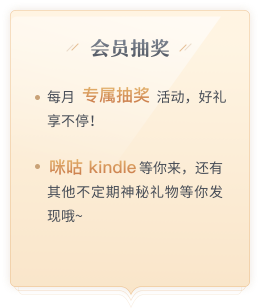 会员抽奖
每月 专属抽奖 活动，好礼
享不停！
咪咕 kindle 等你来，还有
其他不定期神秘礼物等你发
现哦~